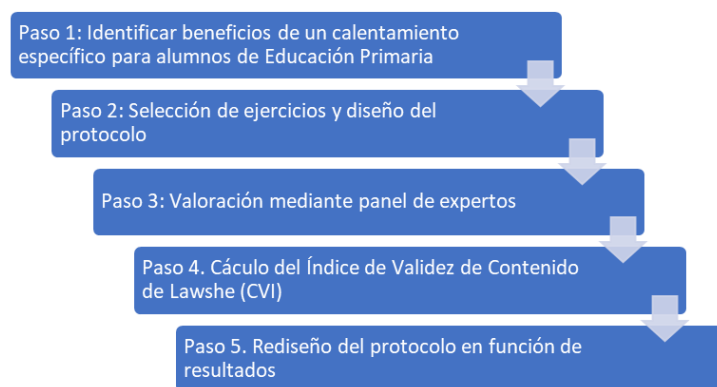 Paso 1: Identificar beneficios de un calentamiento
específico para alumnos de Educación Primaria
Paso 2: Selección de ejercicios y diseño del
protocolo
Paso 3: Valoración mediante panel de expertos
Paso 4. Cáculo del Índice de Validez de Contenido
de Lawshe (CVI)
Paso 5. Rediseño del protocolo en función de
resultados